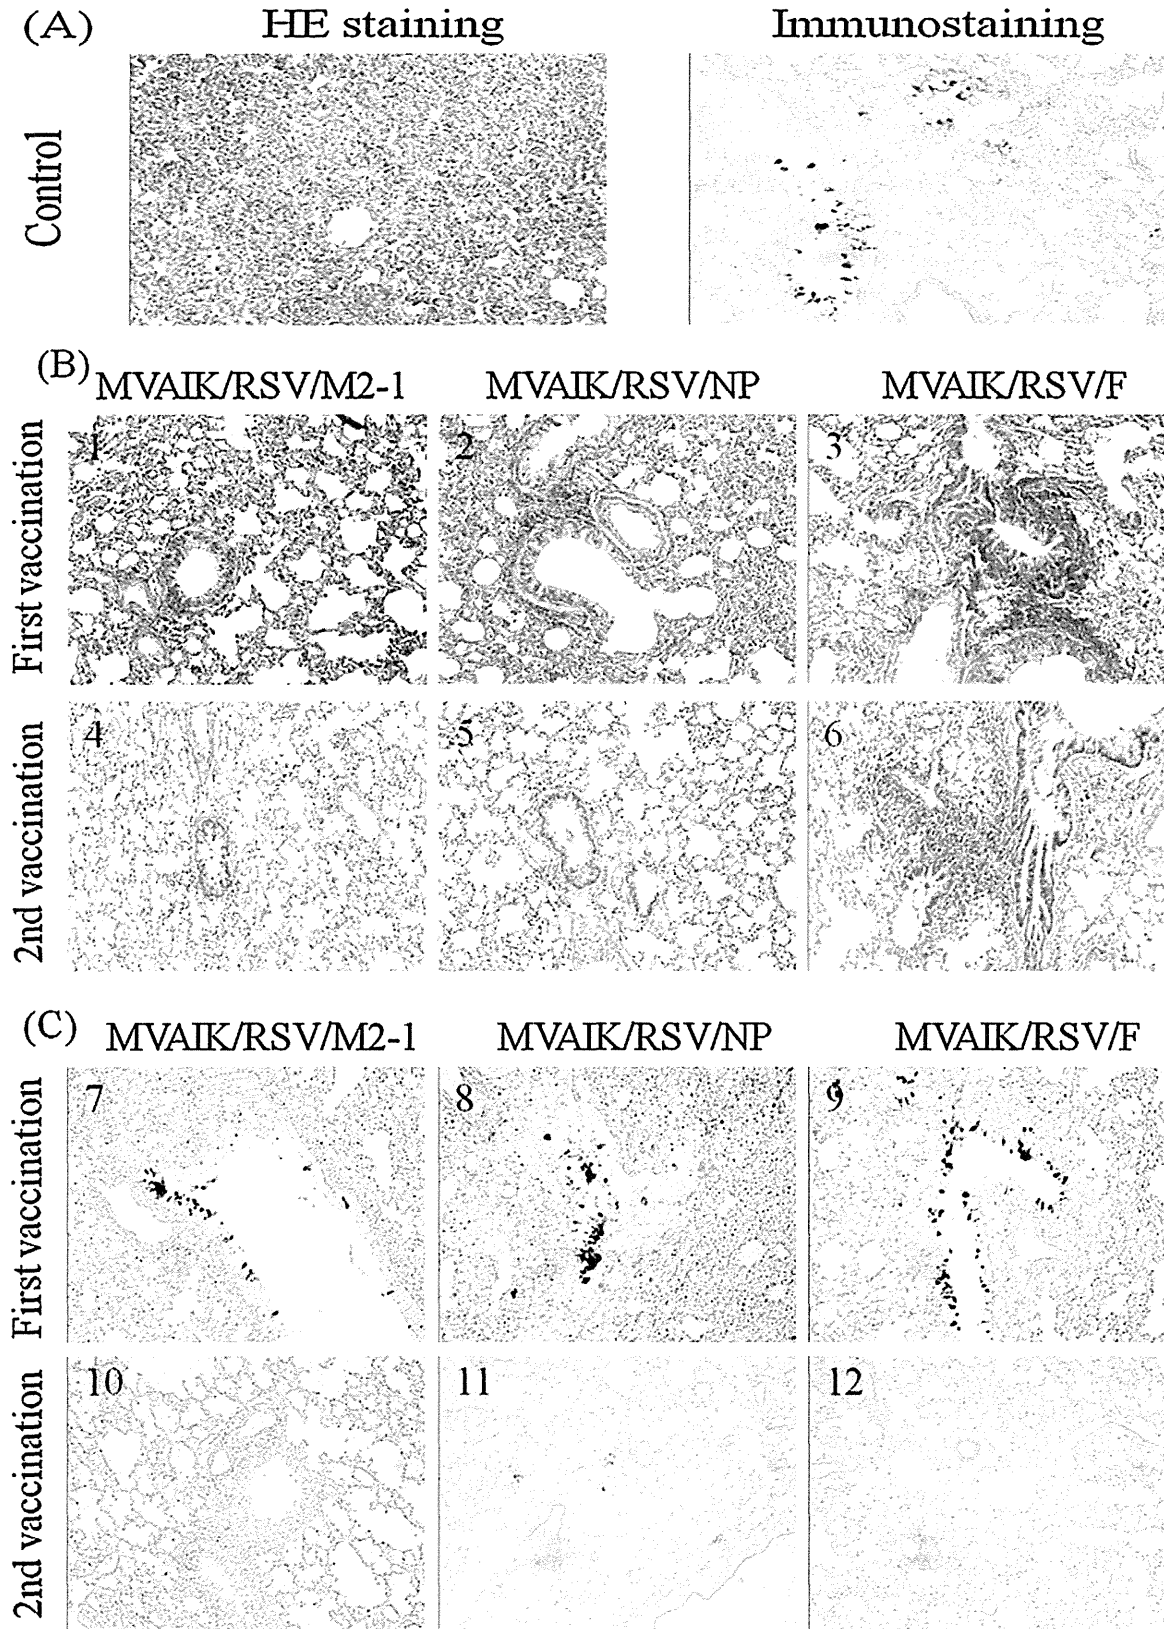 (A) HE staining Immunostaining
Control
(B) MVAIK/RSV/M2-1 MVAIK/RSV/NP MVAIK/RSV/F
First vaccination
1 2 3
2nd vaccination
4 5 6
(C) MVAIK/RSV/M2-1 MVAIK/RSV/NP MVAIK/RSV/F
First vaccination
7 8 9
2nd vaccination
10 11 12